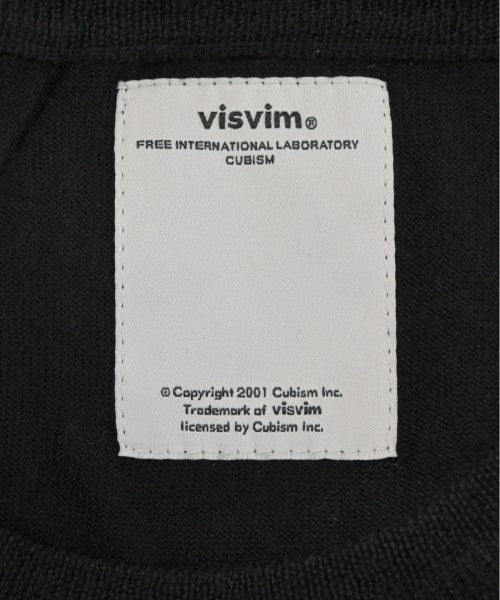 visvim®
FREE INTERNATIONAL LABORATORY
CUBISM
© Copyright 2001 Cubism Inc.
Trademark of visvim
licensed by Cubism Inc.